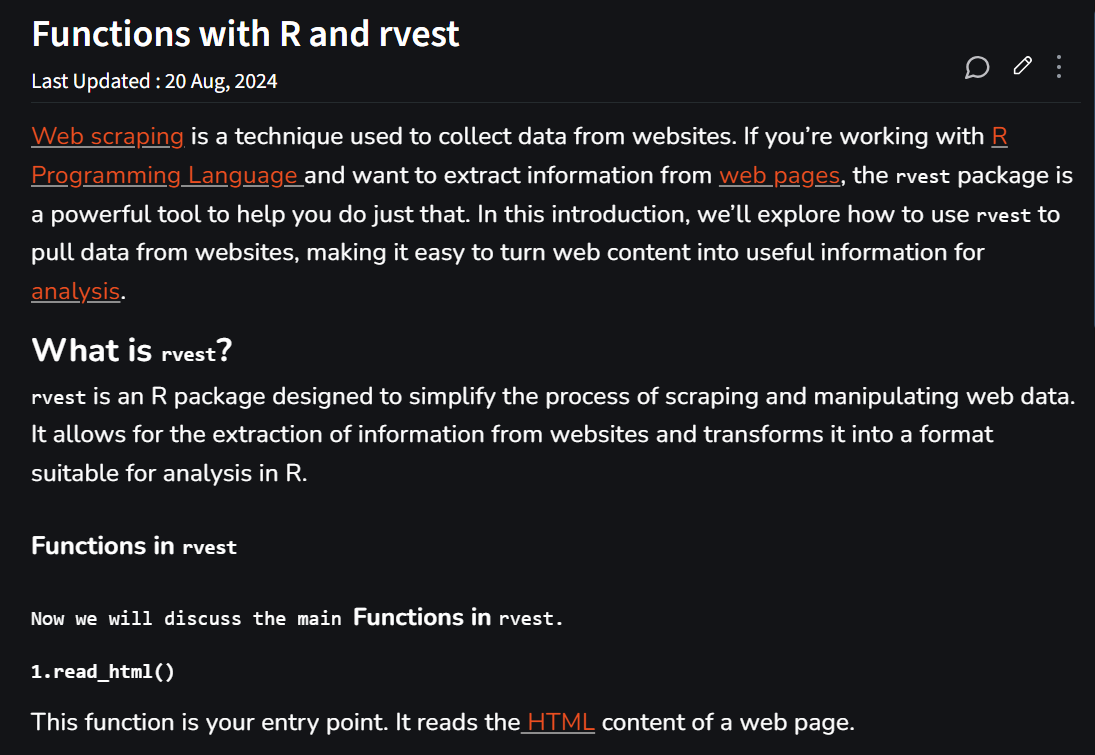 Functions with R and rvest
Last Updated : 20 Aug, 2024
Web scraping is a technique used to collect data from websites. If you’re working with R
Programming Language and want to extract information from web pages, the rvest package is
a powerful tool to help you do just that. In this introduction, we’ll explore how to use rvest to
pull data from websites, making it easy to turn web content into useful information for
analysis.
What is rvest?
rvest is an R package designed to simplify the process of scraping and manipulating web data.
It allows for the extraction of information from websites and transforms it into a format
suitable for analysis in R.
Functions in rvest
Now we will discuss the main Functions in rvest.
1.read_html()
This function is your entry point. It reads the HTML content of a web page.